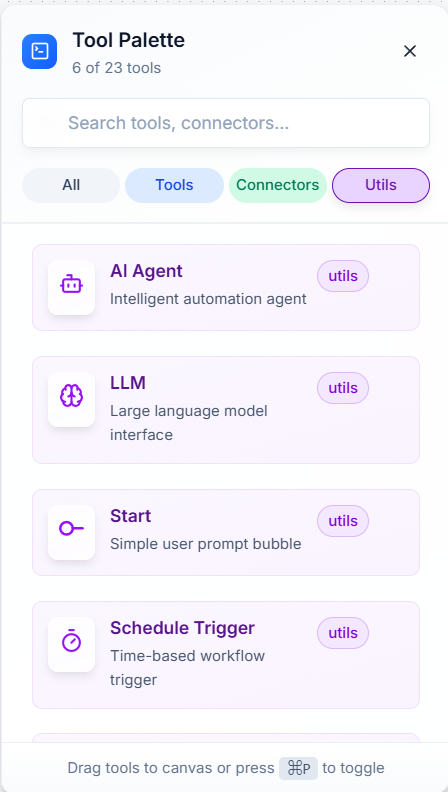 Tool Palette
6 of 23 tools
Search tools, connectors...
All Tools Connectors Utils
AI Agent utils
Intelligent automation agent
LLM utils
Large language model
interface
Start utils
Simple user prompt bubble
Schedule Trigger utils
Time-based workflow
trigger
Drag tools to canvas or press ⌘P to toggle